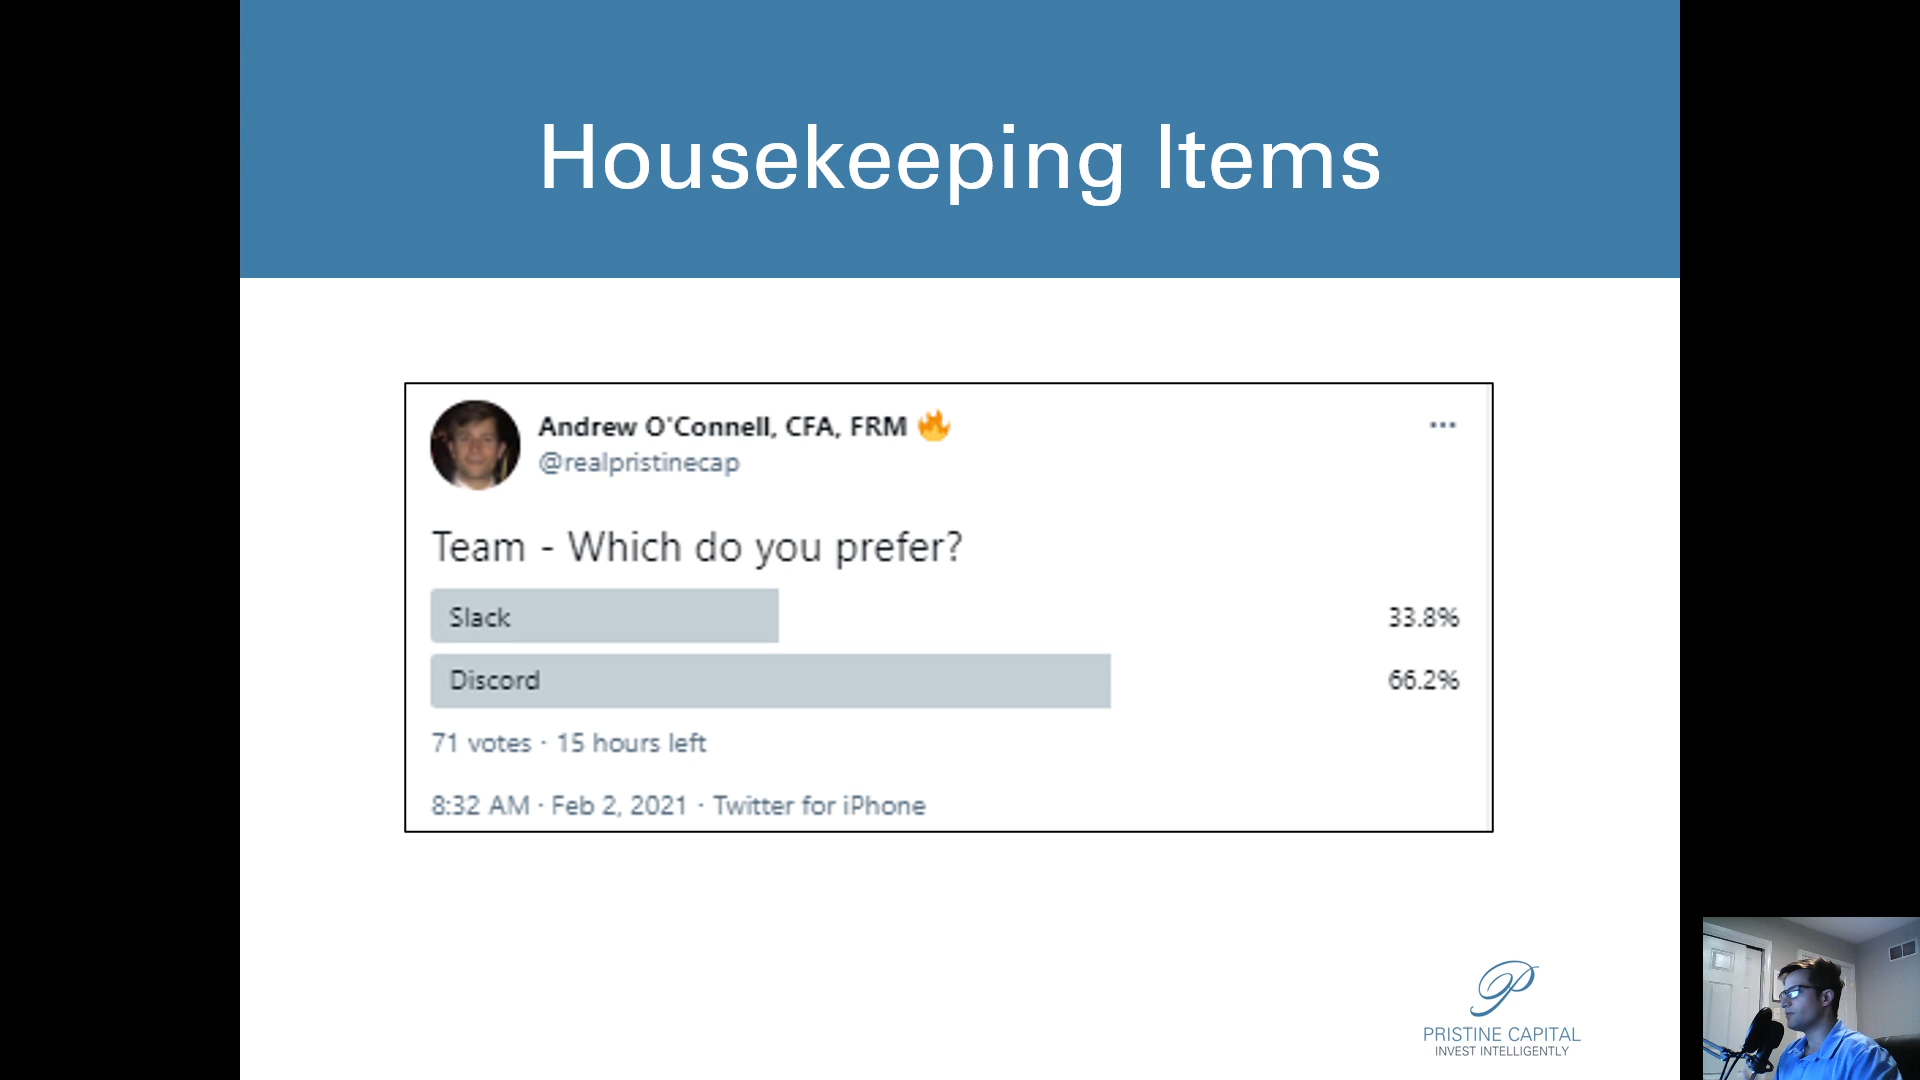 Housekeeping Items
Andrew O'Connell, CFA, FRM 🔥
@realpristinecap
Team - Which do you prefer?
Slack 33.8%
Discord 66.2%
71 votes · 15 hours left
8:32 AM · Feb 2, 2021 · Twitter for iPhone
P
PRISTINE CAPITAL
INVEST INTELLIGENTLY